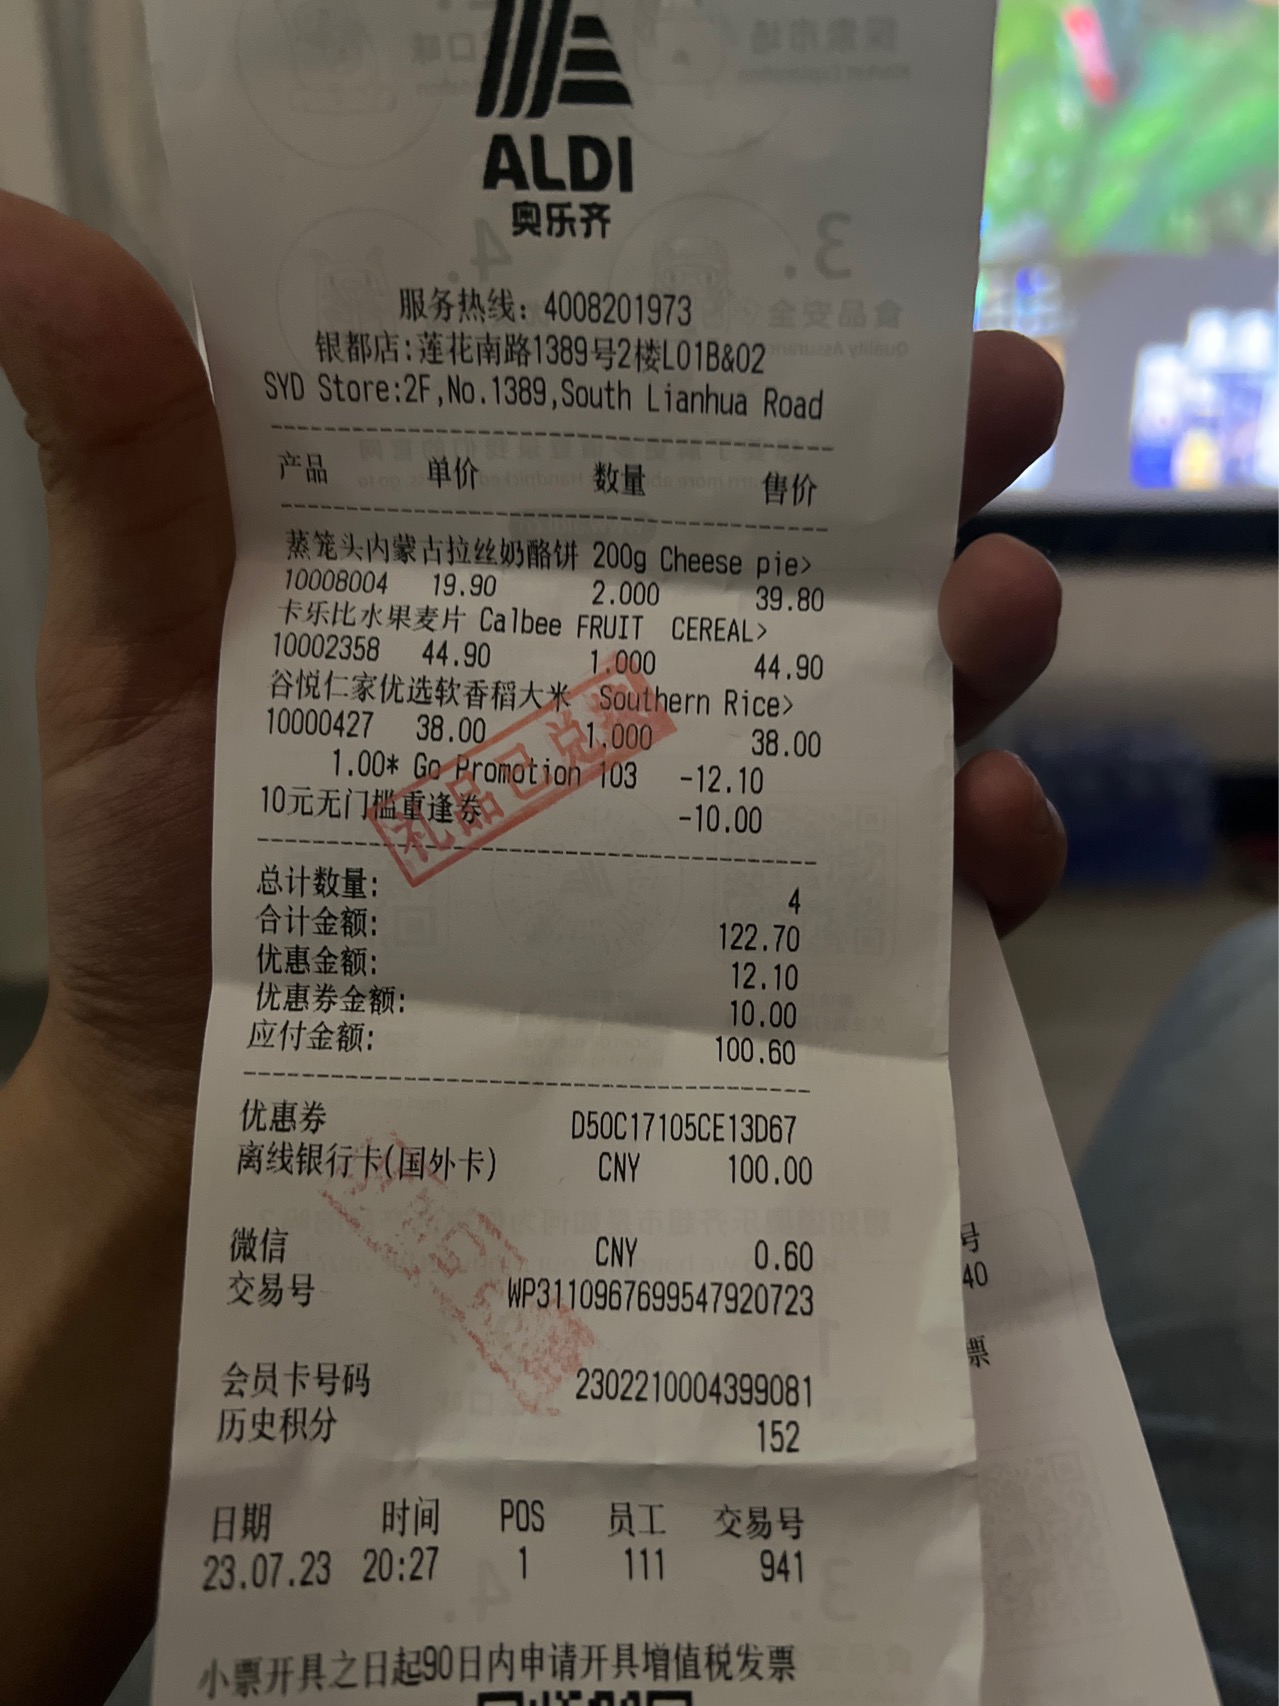 ALDI
奥乐齐
服务热线: 4008201973
银都店:莲花南路1389号2楼L01B&02
SYD Store:2F,No.1389,South Lianhua Road
产品 单价 数量 售价
蒸笼头内蒙古拉丝奶酪饼 200g Cheese pie>
10008004 19.90 2.000 39.80
卡乐比水果麦片 Calbee FRUIT CEREAL>
10002358 44.90 1.000 44.90
谷悦仁家优选软香稻大米 Southern Rice>
10000427 38.00 1.000 38.00
1.00* Go Promotion 103 -12.10
10元无门槛重逢券 -10.00
礼品已兑换
总计数量: 4
合计金额: 122.70
优惠金额: 12.10
优惠券金额: 10.00
应付金额: 100.60
优惠券 D50C17105CE13D67
离线银行卡(国外卡) CNY 100.00
微信 CNY 0.60
交易号 WP3110967699547920723
会员卡号码 2302210004399081
历史积分 152
日期 时间 POS 员工 交易号
23.07.23 20:27 1 111 941
小票开具之日起90日内申请开具增值税发票
号
40
票